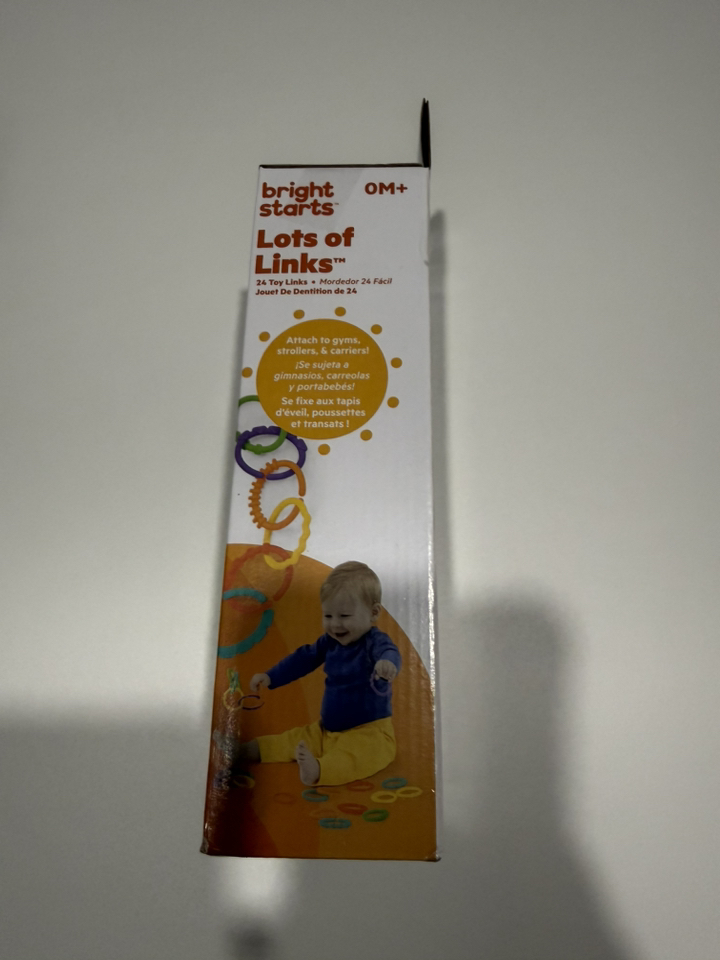 bright
starts™
0M+
Lots of
Links™
24 Toy Links • Mordedor 24 Fácil
Jouet De Dentition de 24
Attach to gyms,
strollers, & carriers!
¡Se sujeta a
gimnasios, carreolas
y portabebés!
Se fixe aux tapis
d'éveil, poussettes
et transats !